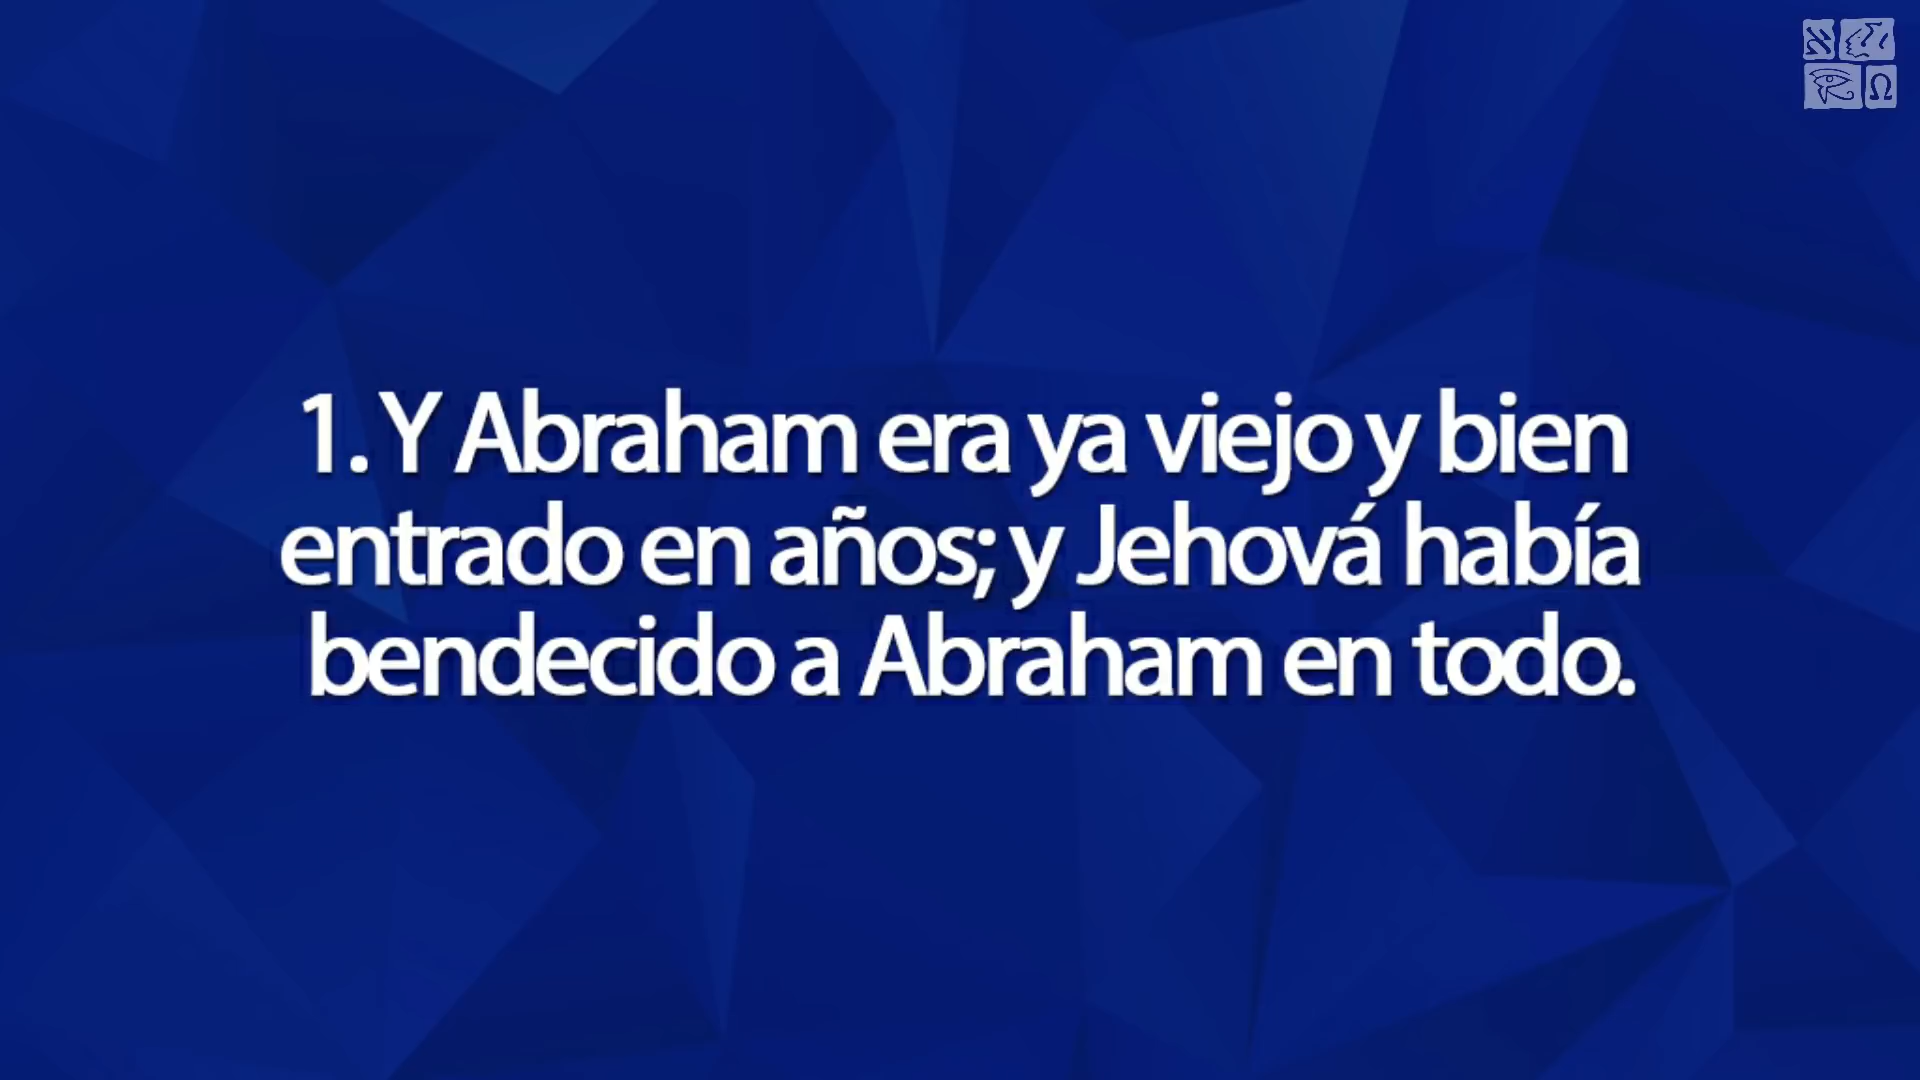 1. Y Abraham era ya viejo y bien
entrado en años; y Jehová había
bendecido a Abraham en todo.